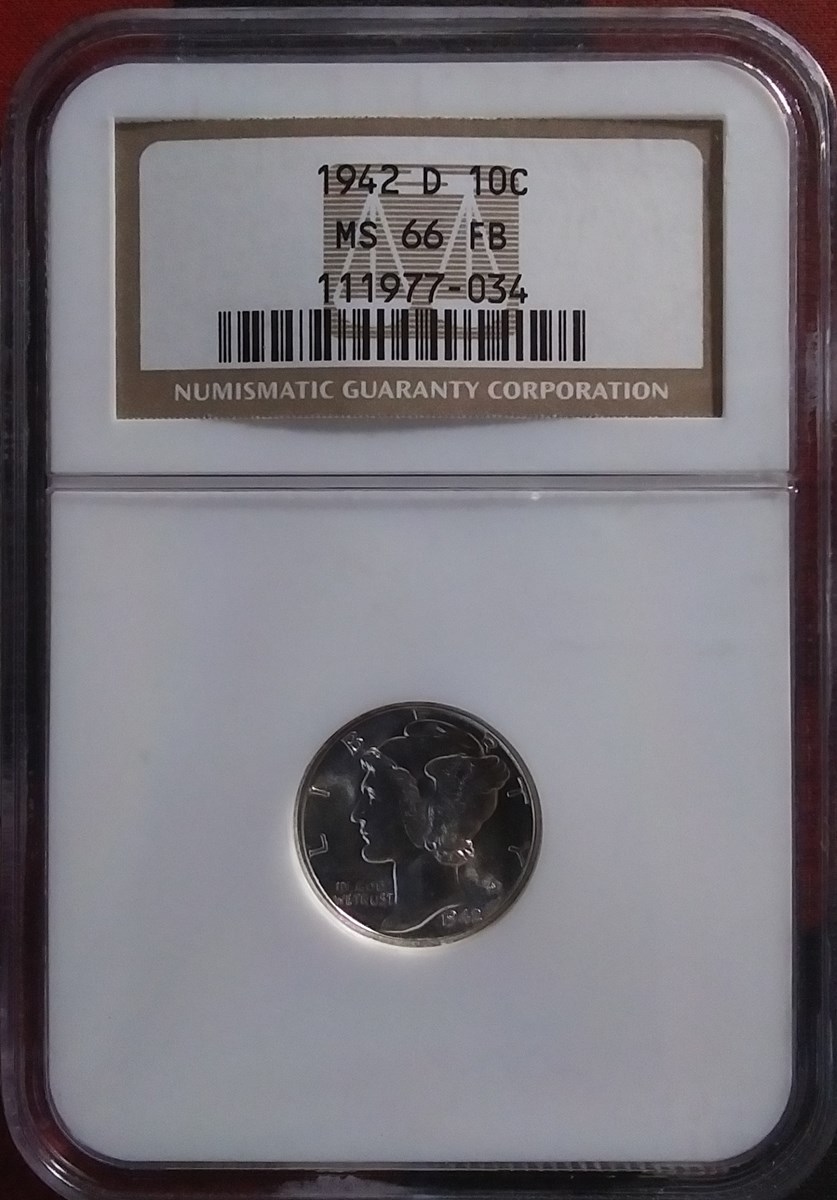 1942 D 10C
MS 66 FB
111977-034
NUMISMATIC GUARANTY CORPORATION
LIBERTY
IN GOD
WE TRUST
1942